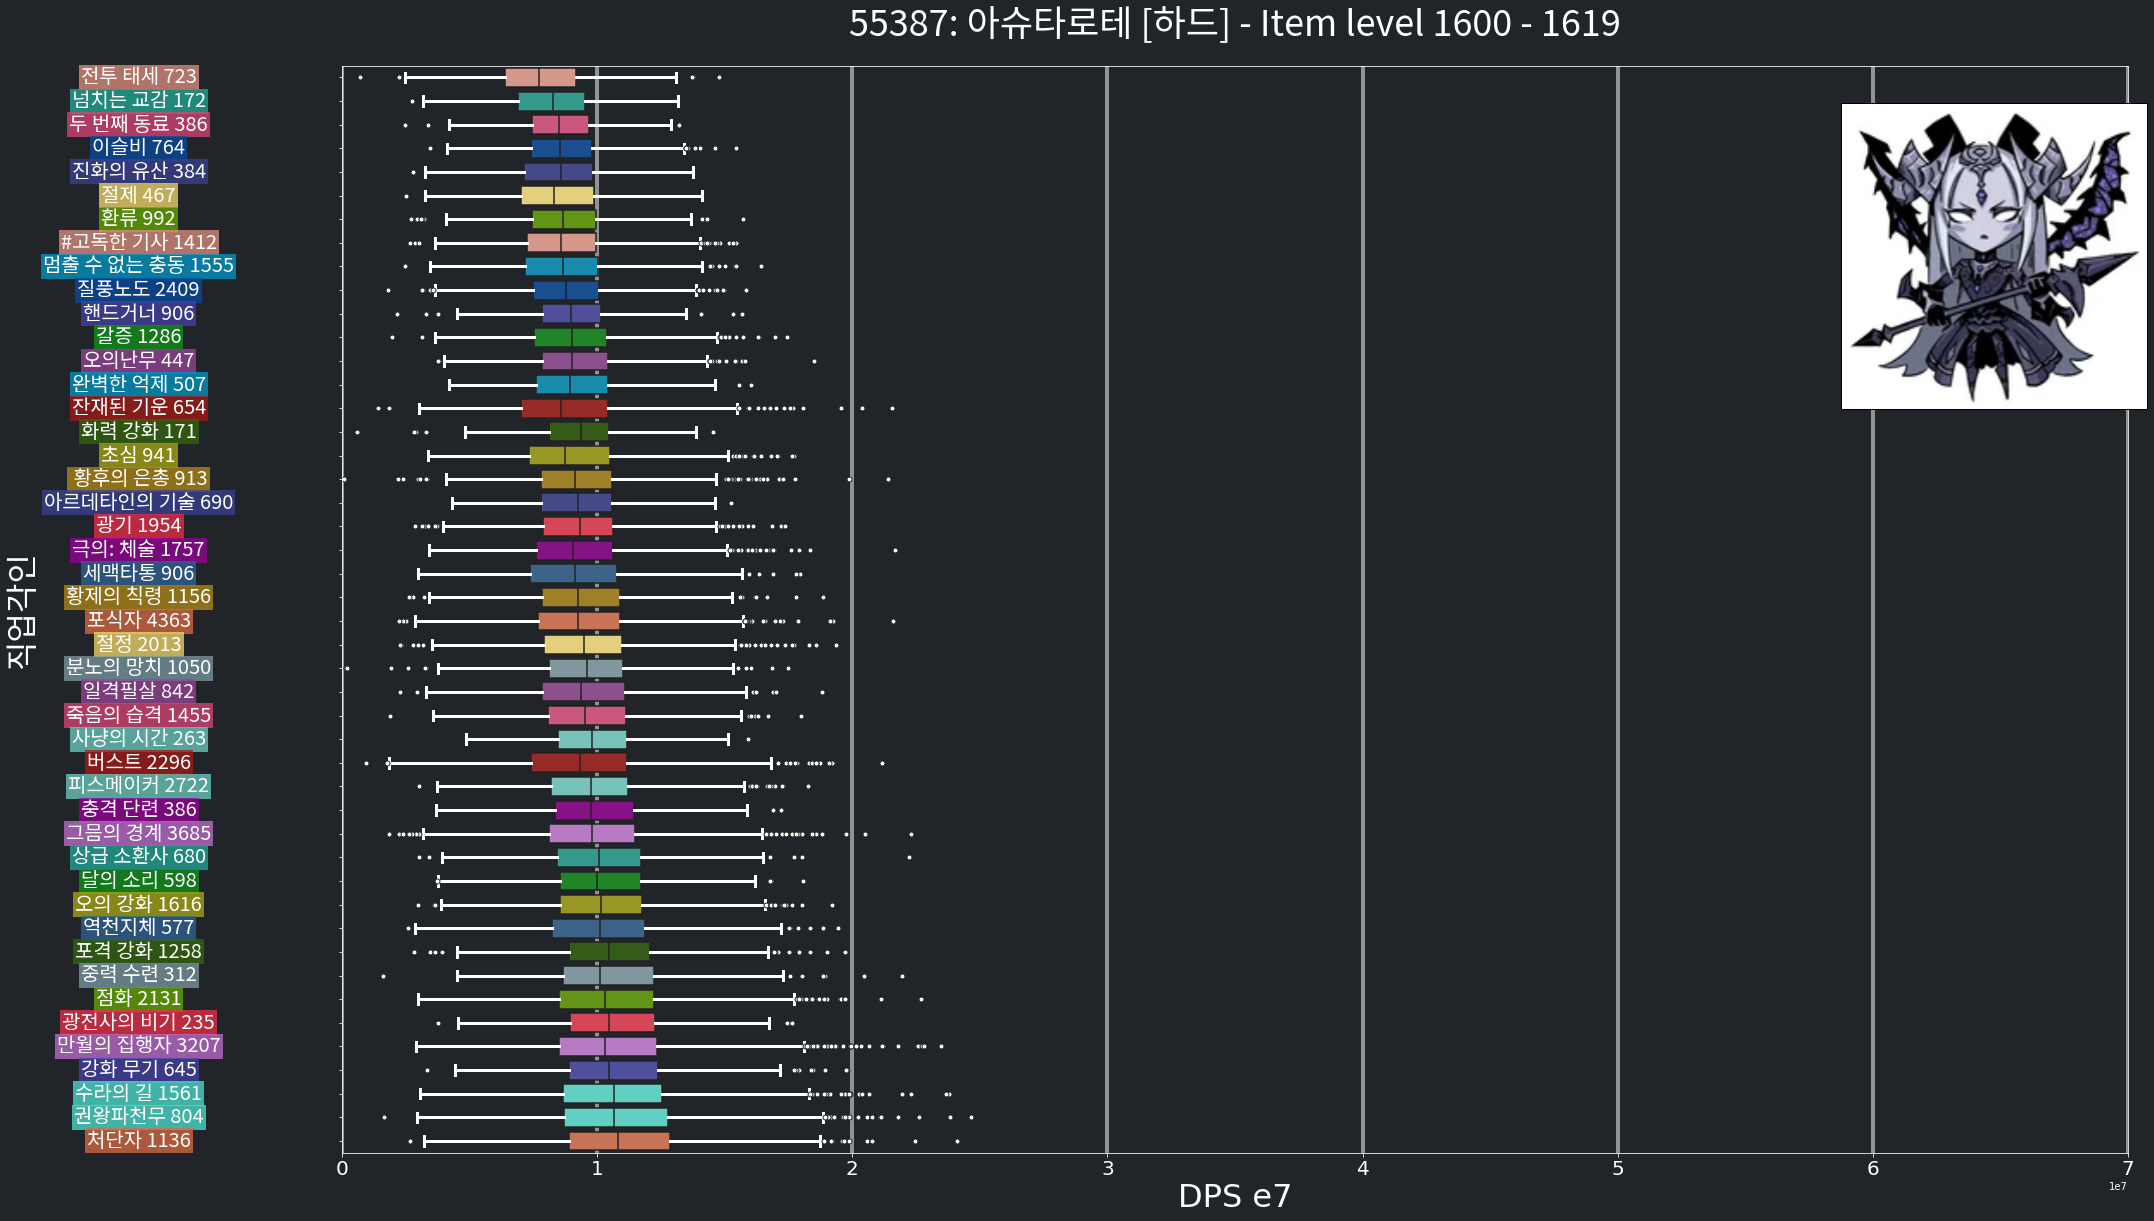 55387: 아슈타로테 [하드] - Item level 1600 - 1619
전투 태세 723
넘치는 교감 172
두 번째 동료 386
이슬비 764
진화의 유산 384
절제 467
환류 992
#고독한 기사 1412
멈출 수 없는 충동 1555
질풍노도 2409
핸드거너 906
갈증 1286
오의난무 447
완벽한 억제 507
잔재된 기운 654
화력 강화 171
초심 941
황후의 은총 913
아르데타인의 기술 690
광기 1954
극의: 체술 1757
세맥타통 906
황제의 칙령 1156
포식자 4363
절정 2013
분노의 망치 1050
일격필살 842
죽음의 습격 1455
사냥의 시간 263
버스트 2296
피스메이커 2722
충격 단련 386
그믐의 경계 3685
상급 소환사 680
달의 소리 598
오의 강화 1616
역천지체 577
포격 강화 1258
중력 수련 312
점화 2131
광전사의 비기 235
만월의 집행자 3207
강화 무기 645
수라의 길 1561
권왕파천무 804
처단자 1136
직업각인
0 1 2 3 4 5 6 7
1e7
DPS e7